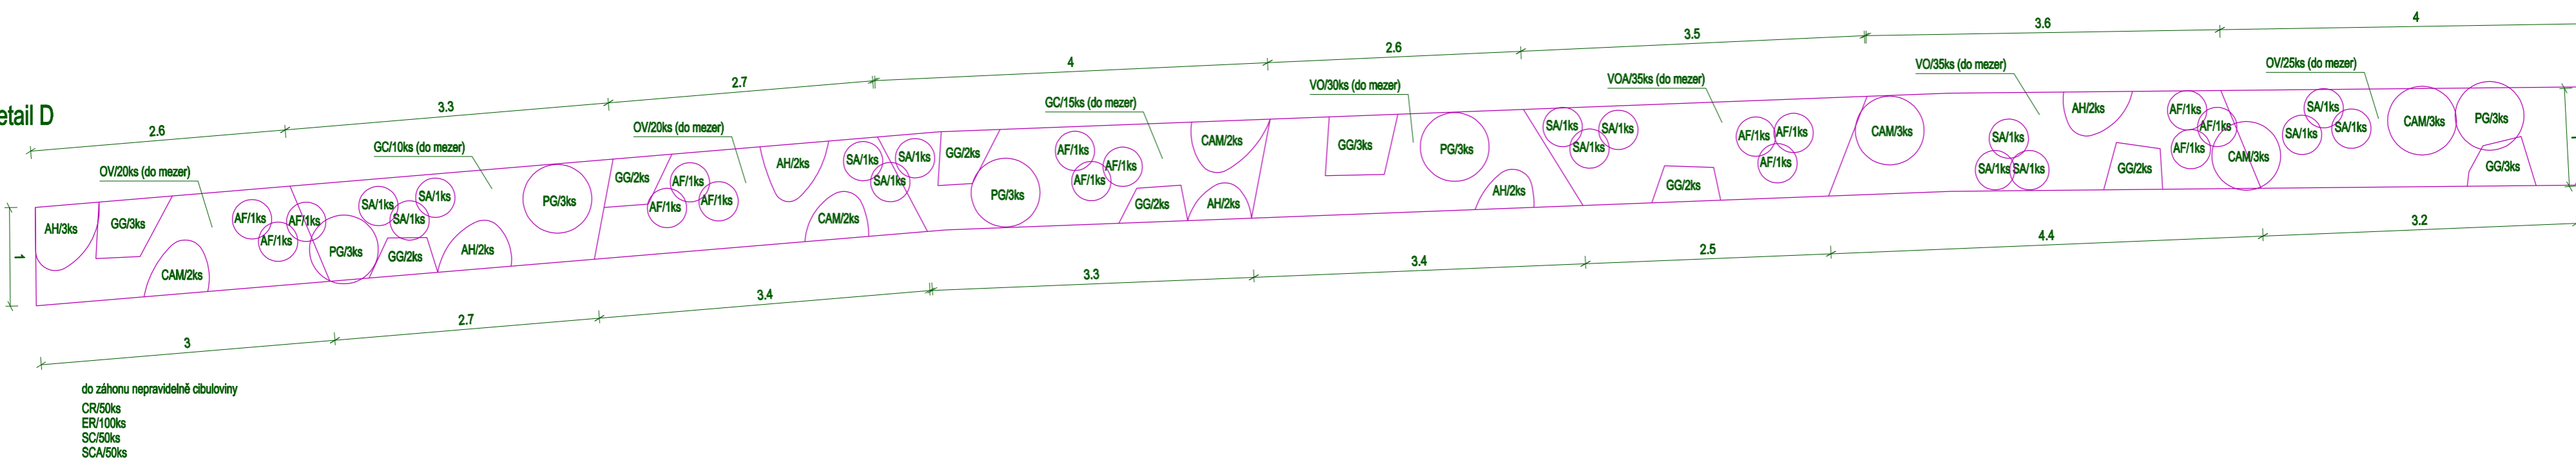 etail D
2.6
3.3
2.7
4
2.6
3.5
3.6
4
OV/20ks (do mezer)
GC/10ks (do mezer)
OV/20ks (do mezer)
GC/15ks (do mezer)
VO/30ks (do mezer)
VOA/35ks (do mezer)
VO/35ks (do mezer)
OV/25ks (do mezer)
1
AH/3ks
GG/3ks
CAM/2ks
AF/1ks
AF/1ks
AF/1ks
PG/3ks
SA/1ks
SA/1ks
SA/1ks
GG/2ks
AH/2ks
PG/3ks
GG/2ks
AF/1ks
AF/1ks
AF/1ks
AH/2ks
CAM/2ks
SA/1ks
SA/1ks
SA/1ks
GG/2ks
PG/3ks
AF/1ks
AF/1ks
AF/1ks
GG/2ks
CAM/2ks
AH/2ks
GG/3ks
PG/3ks
AH/2ks
SA/1ks
SA/1ks
SA/1ks
GG/2ks
AF/1ks
AF/1ks
AF/1ks
CAM/3ks
SA/1ks
SA/1ks
SA/1ks
AH/2ks
GG/2ks
AF/1ks
AF/1ks
AF/1ks
CAM/3ks
SA/1ks
SA/1ks
SA/1ks
CAM/3ks
PG/3ks
GG/3ks
1
3
2.7
3.4
3.3
3.4
2.5
4.4
3.2
do záhonu nepravidelně cibuloviny
CR/50ks
ER/100ks
SC/50ks
SCA/50ks